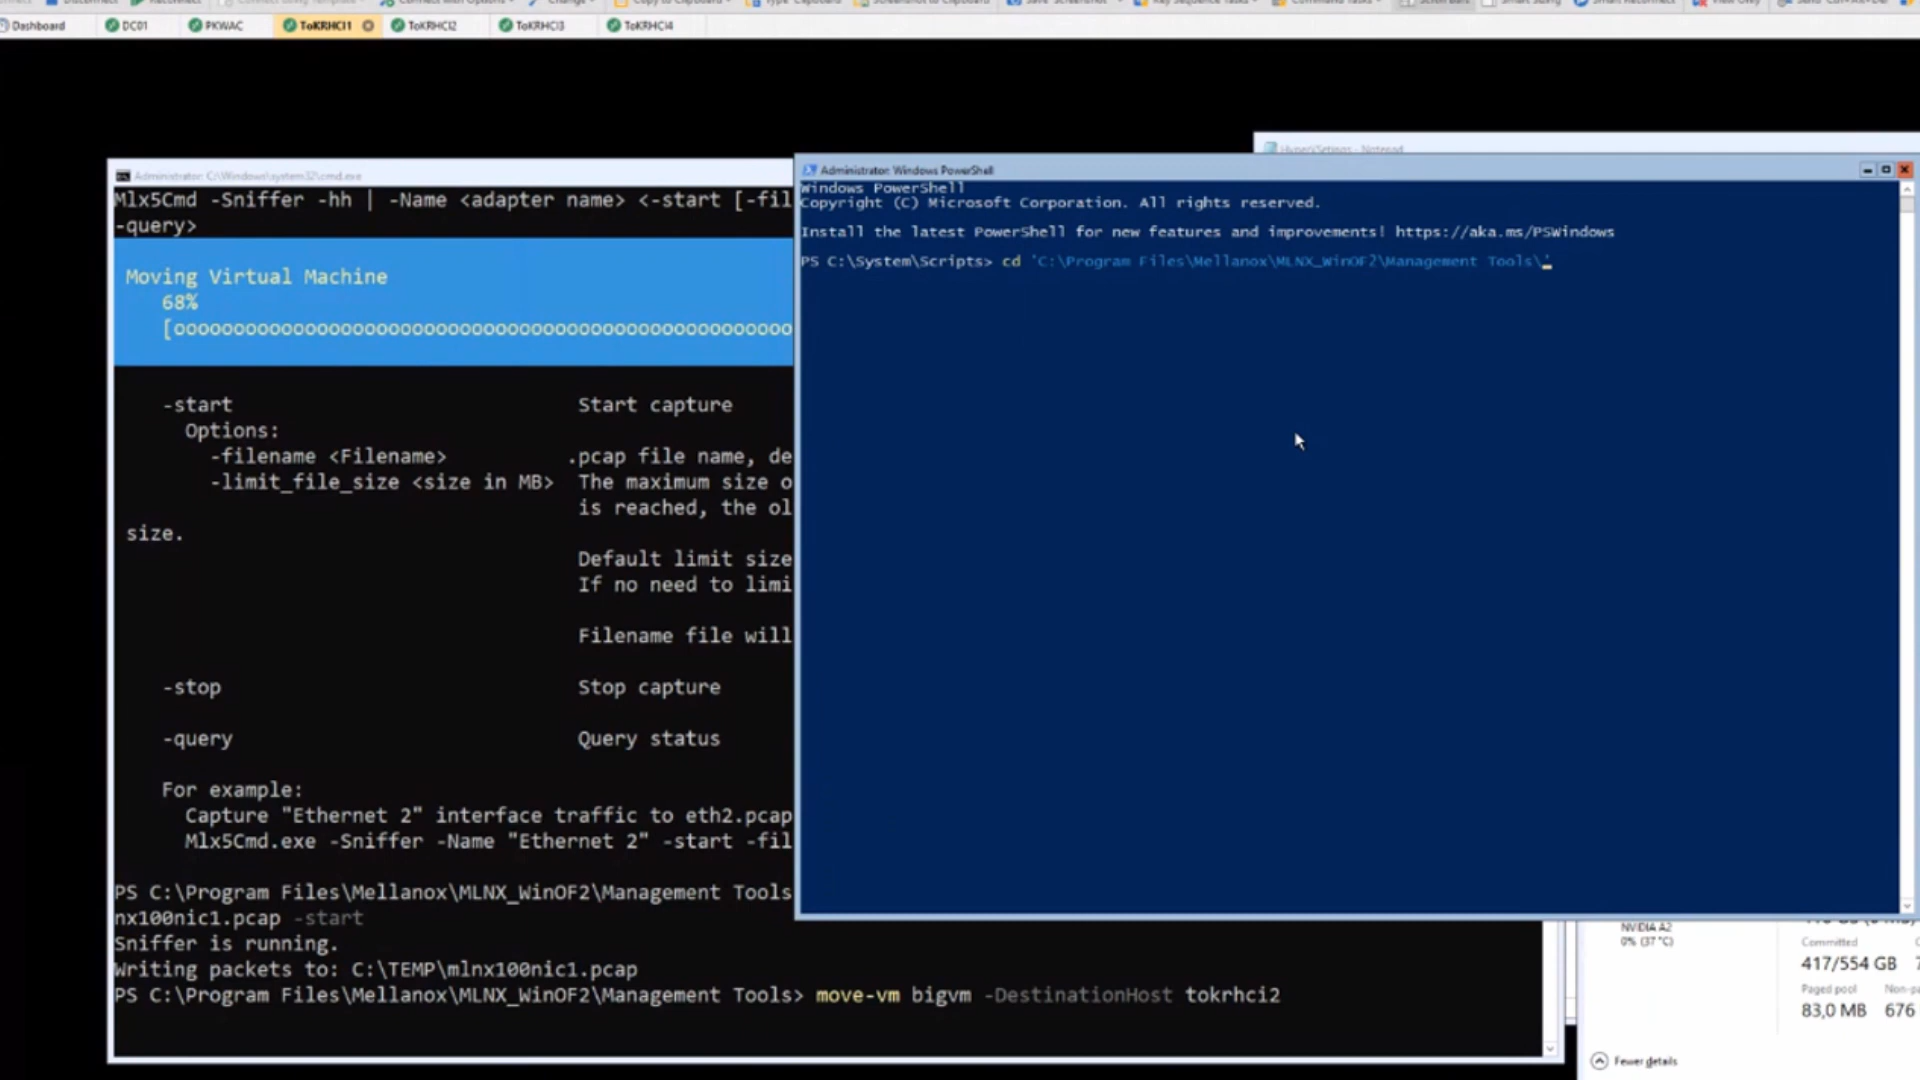 Dashboard
DC01
PKWAC
ToKRHCI1
ToKRHCI2
ToKRHCI3
ToKRHCI4
HyperVSettings - Notepad
Administrator: C:\Windows\system32\cmd.exe
Mlx5Cmd -Sniffer -hh | -Name <adapter name> <-start [-fil
-query>
Moving Virtual Machine
68%
[oooooooooooooooooooooooooooooooooooooooooooooooooooo
-start Start capture
Options:
-filename <Filename> .pcap file name, de
-limit_file_size <size in MB> The maximum size o
is reached, the ol
size.
Default limit size
If no need to limi
Filename file will
-stop Stop capture
-query Query status
For example:
Capture "Ethernet 2" interface traffic to eth2.pcap
Mlx5Cmd.exe -Sniffer -Name "Ethernet 2" -start -fil
PS C:\Program Files\Mellanox\MLNX_WinOF2\Management Tools
nx100nic1.pcap -start
Sniffer is running.
Writing packets to: C:\TEMP\mlnx100nic1.pcap
PS C:\Program Files\Mellanox\MLNX_WinOF2\Management Tools> move-vm bigvm -DestinationHost tokrhci2
Administrator: Windows PowerShell
Windows PowerShell
Copyright (C) Microsoft Corporation. All rights reserved.
Install the latest PowerShell for new features and improvements! https://aka.ms/PSWindows
PS C:\System\Scripts> cd 'C:\Program Files\Mellanox\MLNX_WinOF2\Management Tools\'
NVIDIA A2
0% (37 °C)
Committed
417/554 GB
Paged pool
83,0 MB 676
Fewer details